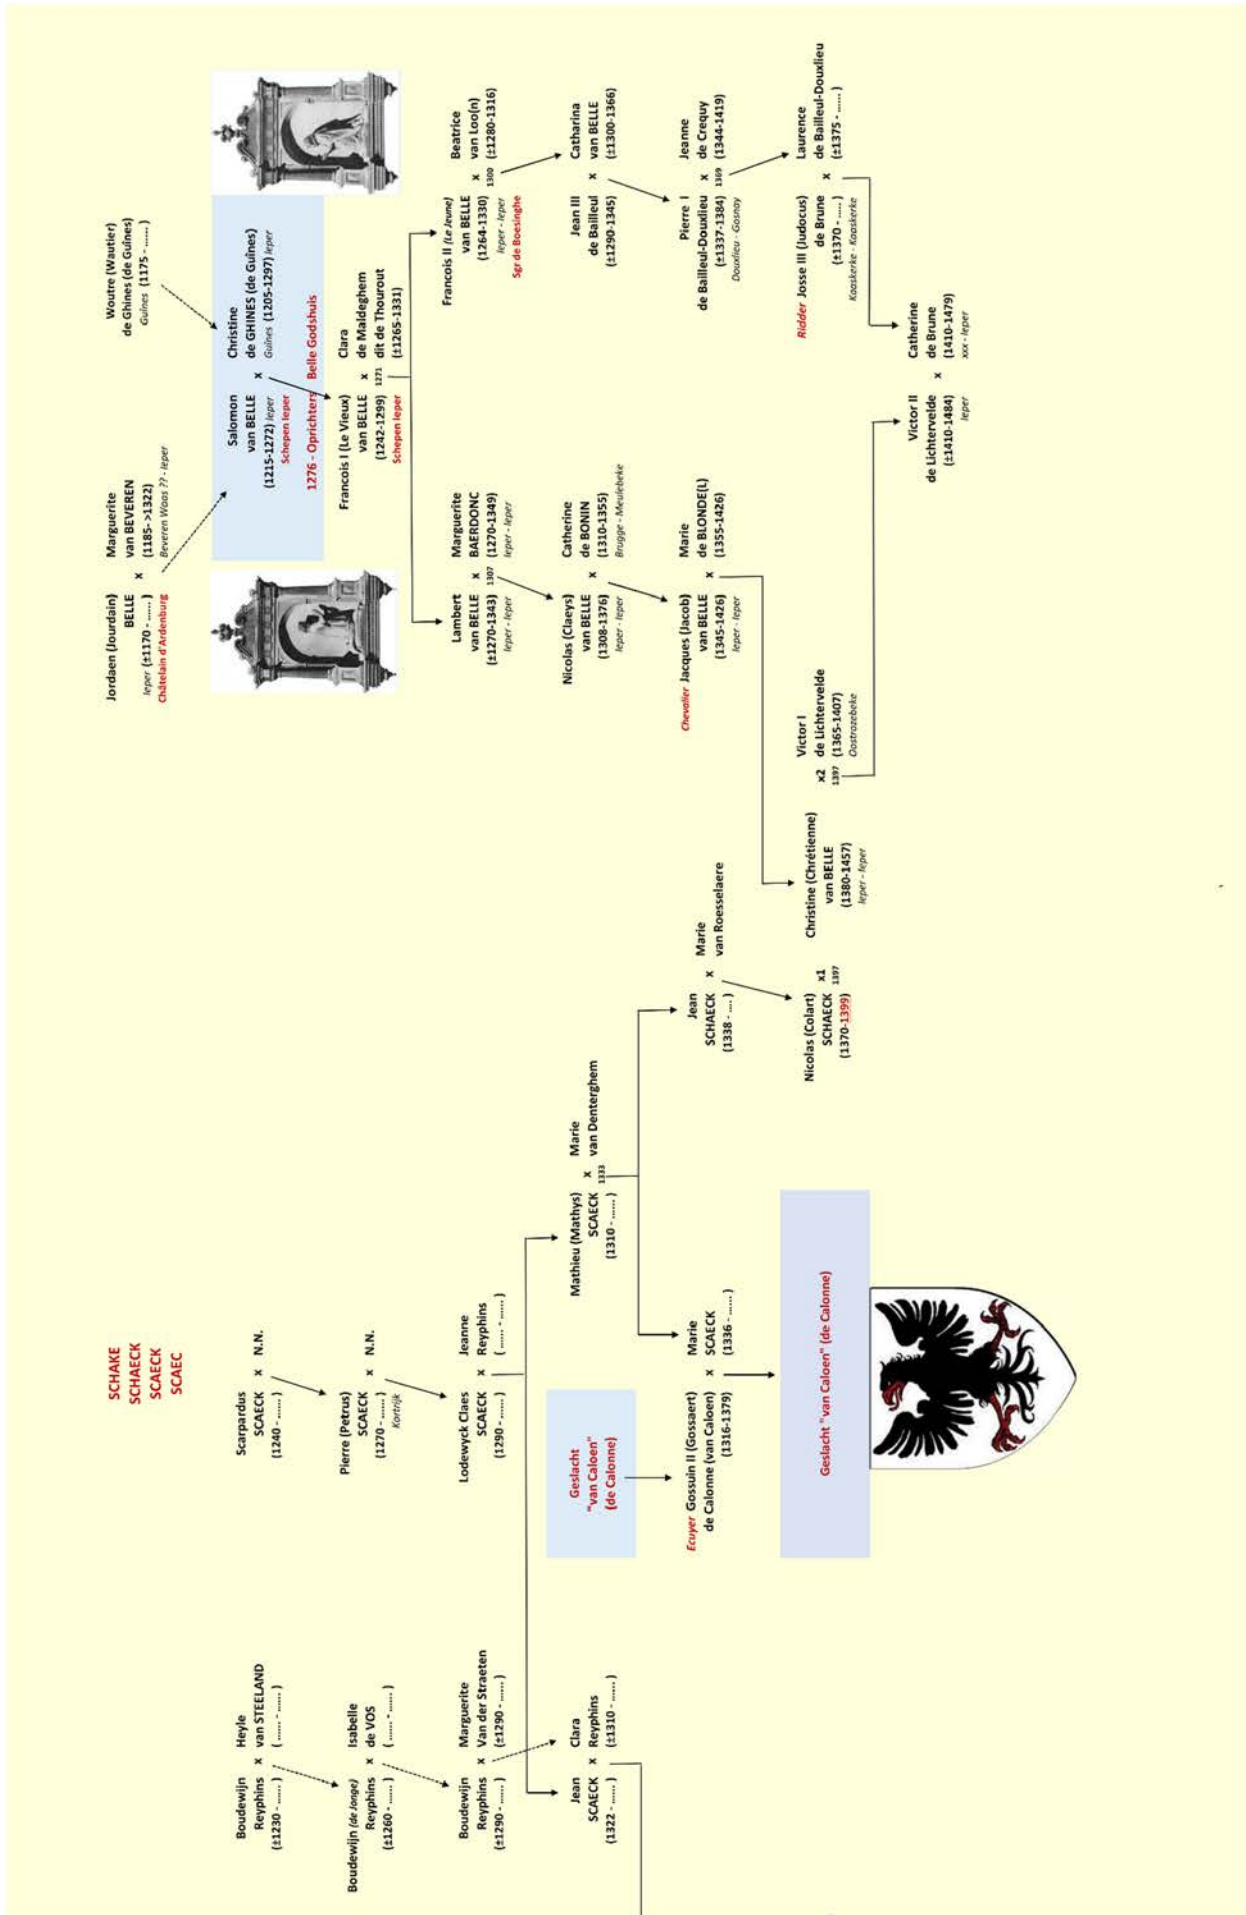 SCHAKE
SCHAECK
SCAECK
SCAEC
Boudewijn
Reyphins
(±1230 - ...... )
x
Heyle
van STEELAND
( ...... - ...... )
Boudewijn (de Jonge)
Reyphins
(±1260 - ...... )
x
Isabelle
de VOS
( ...... - ...... )
Boudewijn
Reyphins
(±1290 - ...... )
x
Marguerite
Van der Straeten
(±1290 - ...... )
Jean
SCAECK
(1322 - ...... )
x
Clara
Reyphins
(±1310 - ...... )
Scarpardus
SCAECK
(1240 - ...... )
x N.N.
Pierre (Petrus)
SCAECK
(1270 - ...... )
Kortrijk
x N.N.
Lodewyck Claes
SCAECK
(1290 - ...... )
x
Jeanne
Reyphins
( ...... - ...... )
Geslacht
"van Caloen"
(de Calonne)
Mathieu (Mathys)
SCAECK
(1310 - ...... )
x
1333
Marie
van Denterghem
Ecuyer Gossuin II (Gossaert)
de Calonne (van Caloen)
(1316-1379)
x
Marie
SCAECK
(1336 - ...... )
Geslacht "van Caloen" (de Calonne)
Jean
SCHAECK
(1338 - .... )
x
Marie
van Roesselaere
Nicolas (Colart)
SCHAECK
(1370-1399)
x1
1397
Christine (Chrétienne)
van BELLE
(1380-1457)
Ieper - Ieper
x2
1397
Victor I
de Lichtervelde
(1365-1407)
Oostrozebeke
Jordaen (Jourdain)
BELLE
Ieper (±1170 - ...... )
Châtelain d'Ardenburg
x
Marguerite
van BEVEREN
(1185- >1322)
Beveren Waas ?? - Ieper
Woutre (Wautier)
de Ghines (de Guînes)
Guînes (1175 - ...... )
Salomon
van BELLE
(1215-1272) Ieper
Schepen Ieper
x
Christine
de GHINES (de Guînes)
Guînes (1205-1297) Ieper
1276 - Oprichters Belle Godshuis
Francois I (Le Vieux)
van BELLE
(1242-1299)
Schepen Ieper
x
1271
Clara
de Maldeghem
dit de Thourout
(±1265-1331)
Lambert
van BELLE
(±1270-1343)
Ieper - Ieper
x
1307
Marguerite
BAERDONC
(1270-1349)
Ieper - Ieper
Francois II (Le Jeune)
van BELLE
(1264-1330)
Ieper - Ieper
Sgr de Boesinghe
x
1300
Beatrice
van Loo(n)
(±1280-1316)
Nicolas (Claeys)
van BELLE
(1308-1376)
Ieper - Ieper
x
Catherine
de BONIN
(1310-1355)
Brugge - Meulebeke
Jean III
de Bailleul
(±1290-1345)
x
Catharina
van BELLE
(±1300-1366)
Chevalier Jacques (Jacob)
van BELLE
(1345-1426)
Ieper - Ieper
x
Marie
de BLONDE(L)
(1355-1426)
Pierre I
de Bailleul-Douxlieu
(±1337-1384)
Douxlieu - Gosnay
x
1369
Jeanne
de Crequy
(1344-1419)
Ridder Josse III (Judocus)
de Brune
(±1370 - ...... )
Kaaskerke - Kaaskerke
x
Laurence
de Bailleul-Douxlieu
(±1375 - ...... )
Victor II
de Lichtervelde
(±1410-1484)
Ieper
x
Catherine
de Brune
(1410-1479)
xxx - Ieper